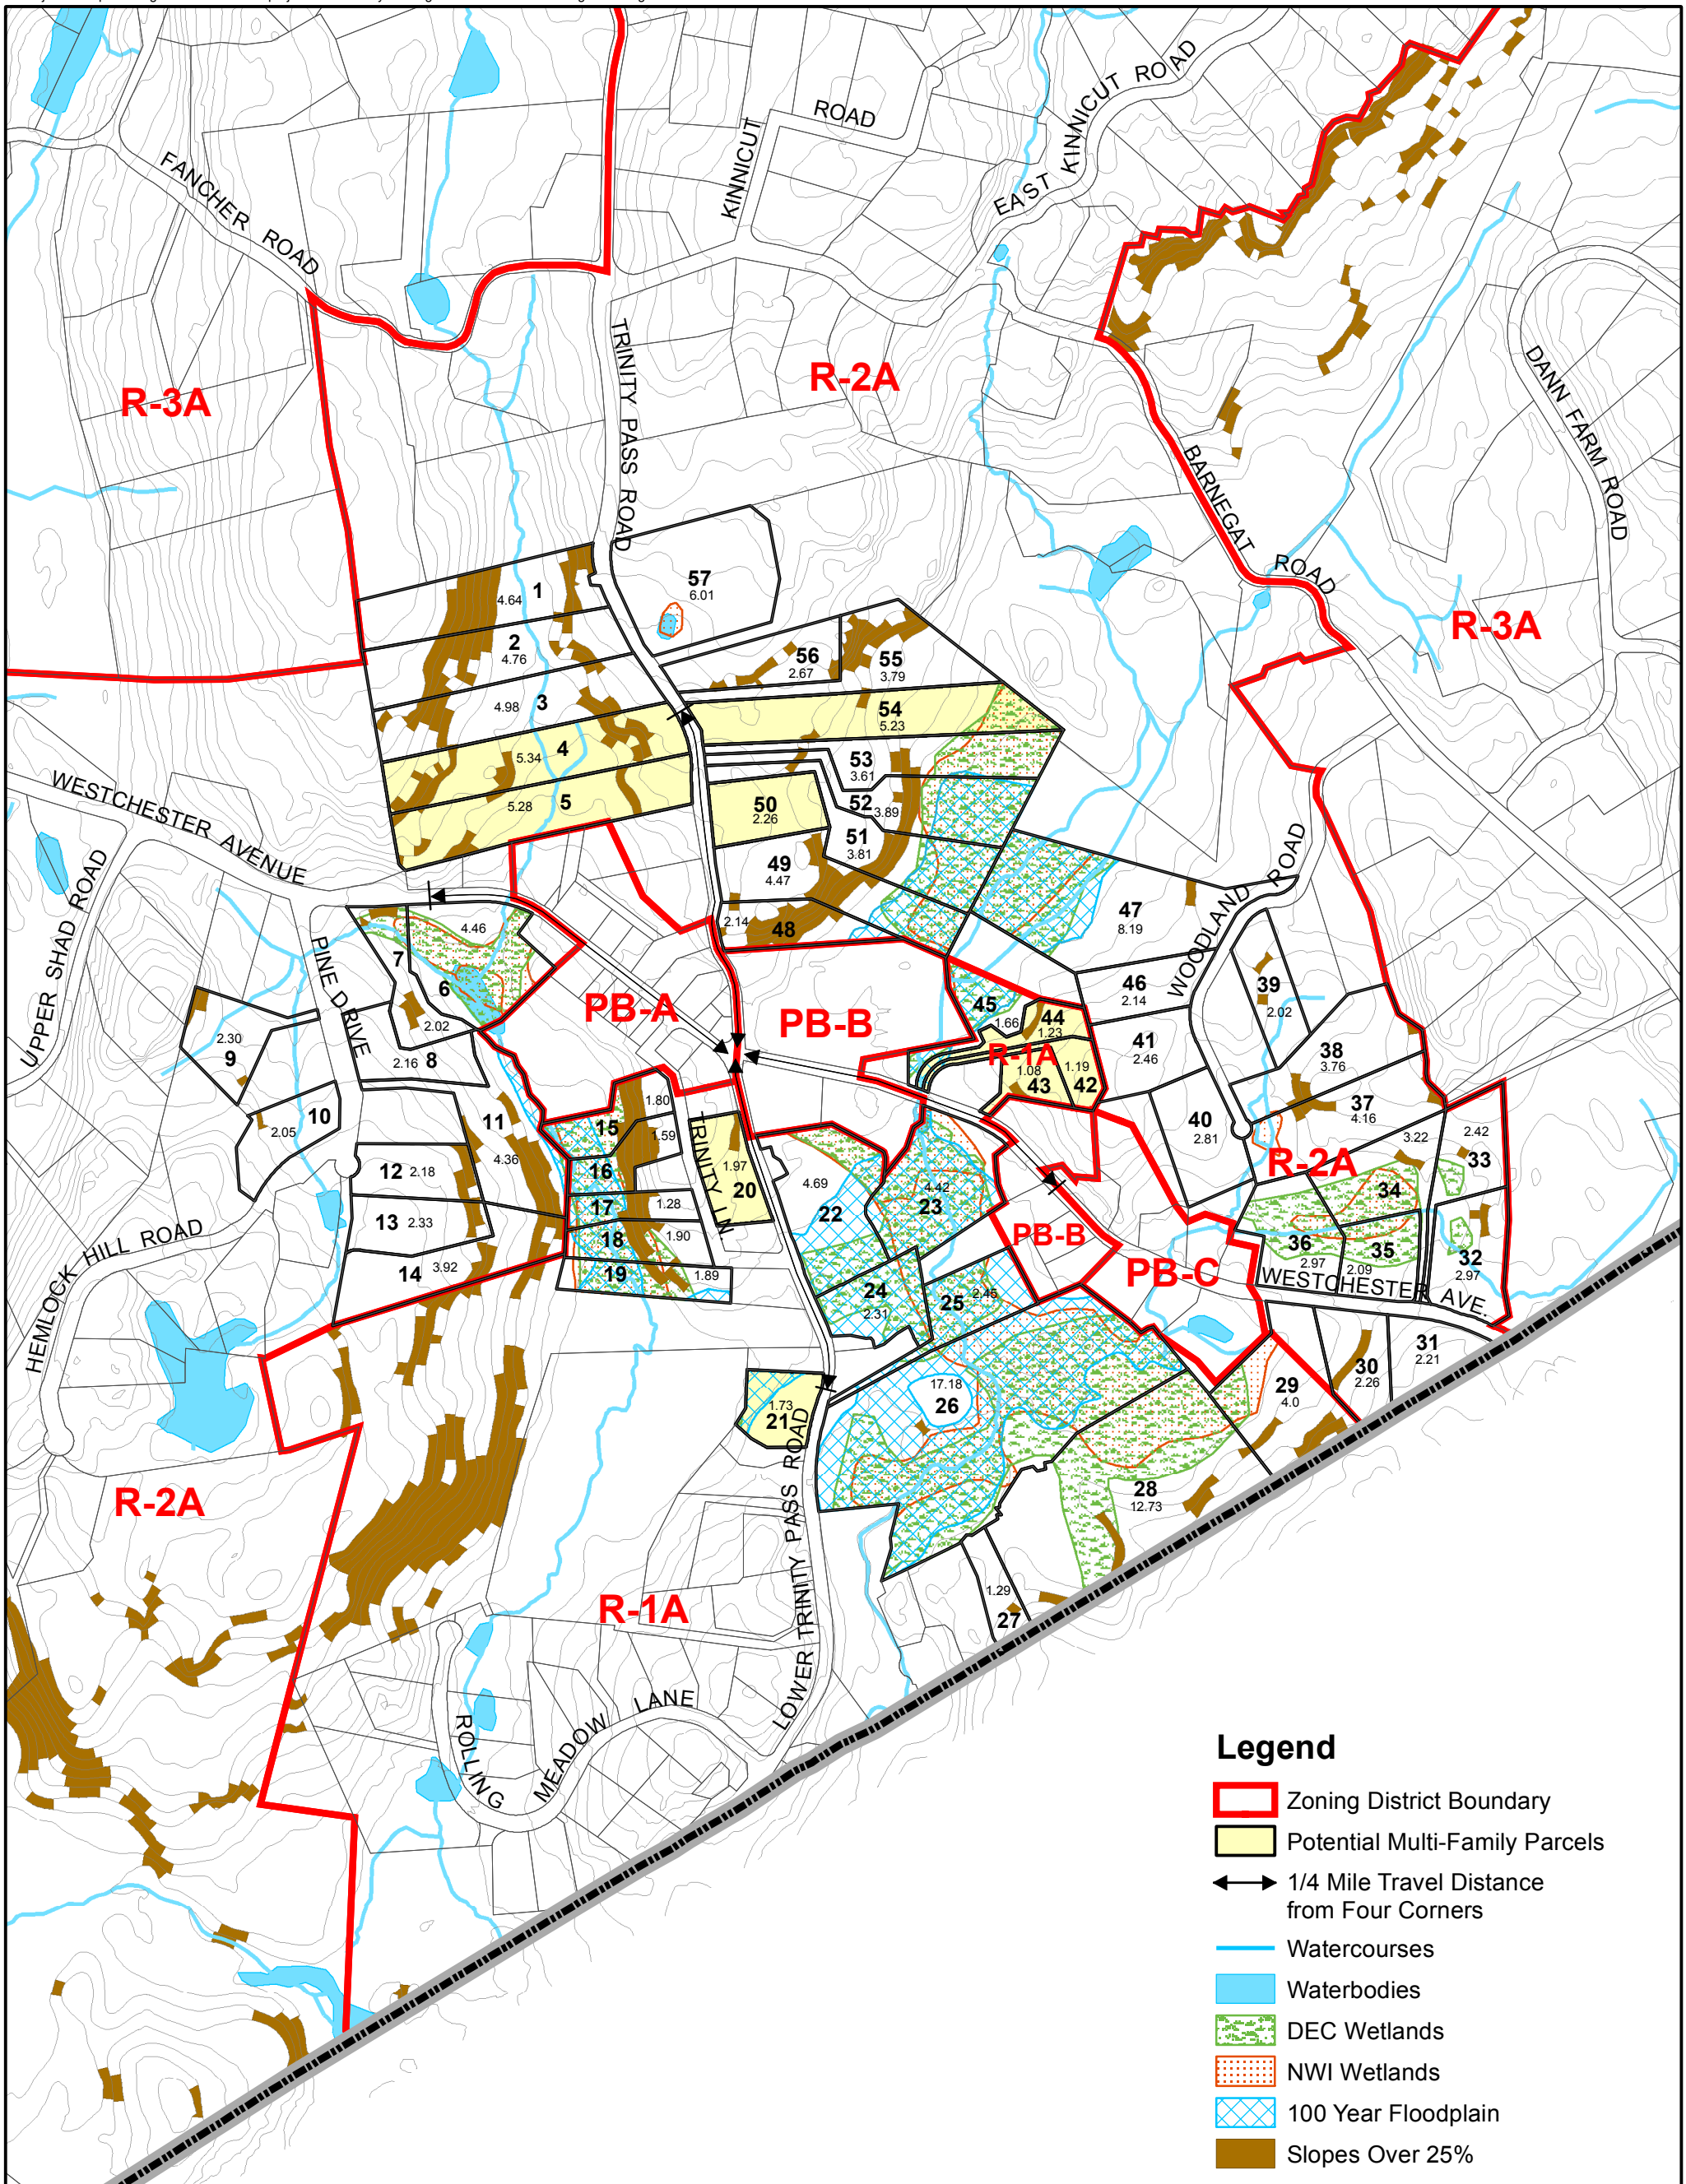 ROAD
KINNICUT
EAST KINNICUT ROAD
FANCHER ROAD
R-3A
R-2A
TRINITY PASS ROAD
DANN FARM ROAD
BARNEGAT ROAD
R-3A
57
6.01
1
4.64
2
4.76
3
4.98
4
5.34
5
5.28
56
2.67
55
3.79
54
5.23
53
3.61
52
3.89
51
3.81
50
2.26
49
4.47
48
2.14
WESTCHESTER AVENUE
UPPER SHAD ROAD
PINE DRIVE
WOODLAND ROAD
47
8.19
46
2.14
45
1.66
44
1.23
R-1A
43
1.08
42
1.19
41
2.46
40
2.81
39
2.02
38
3.76
37
4.16
3.22
R-2A
34
33
2.42
36
2.97
35
2.09
32
2.97
WESTCHESTER AVE.
31
2.21
30
2.26
29
4.0
28
12.73
27
1.29
26
17.18
25
2.45
24
2.31
23
4.42
22
4.69
21
1.73
20
1.97
TRINITY LN.
PB-A
PB-B
PB-B
PB-C
4.46
7
6
2.02
8
2.16
9
2.30
10
2.05
11
4.36
12 2.18
13 2.33
14 3.92
15
1.80
1.59
16
17
1.28
18
1.90
19
1.89
HEMLOCK HILL ROAD
R-2A
R-1A
LOWER TRINITY PASS ROAD
ROLLING MEADOW LANE
Legend
Zoning District Boundary
Potential Multi-Family Parcels
1/4 Mile Travel Distance
from Four Corners
Watercourses
Waterbodies
DEC Wetlands
NWI Wetlands
100 Year Floodplain
Slopes Over 25%